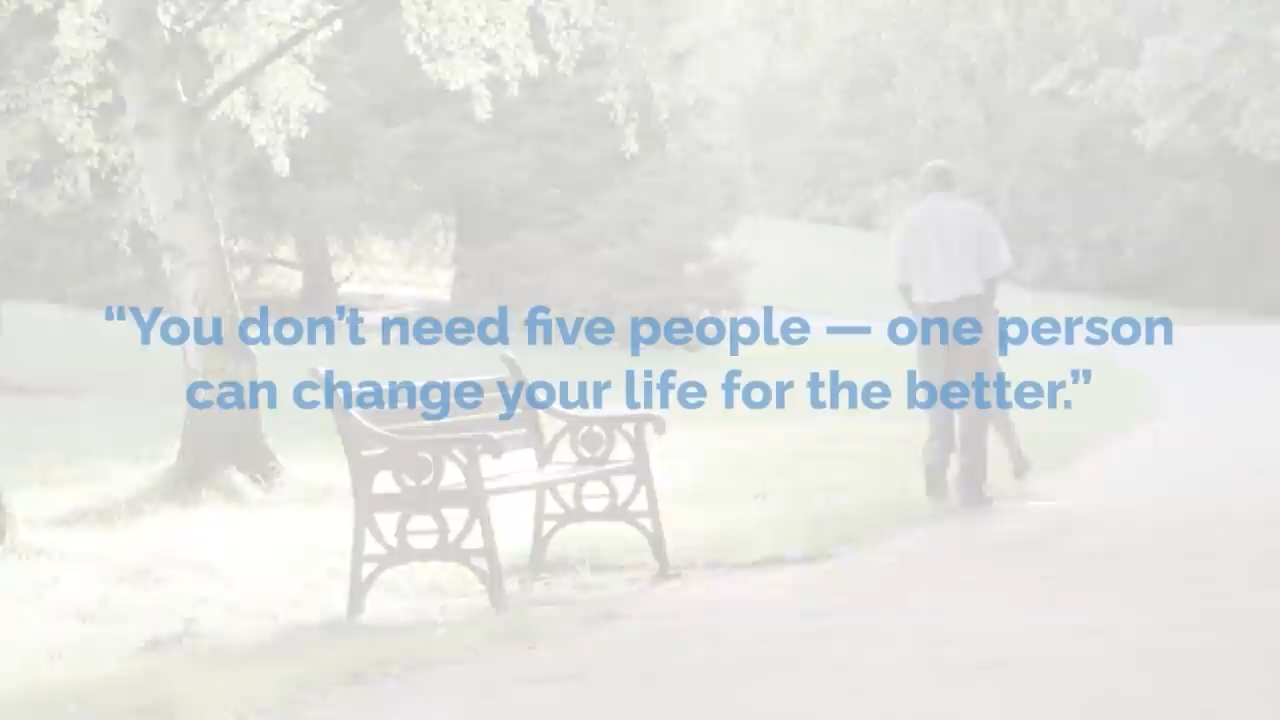 “You don’t need five people — one person
can change your life for the better.”